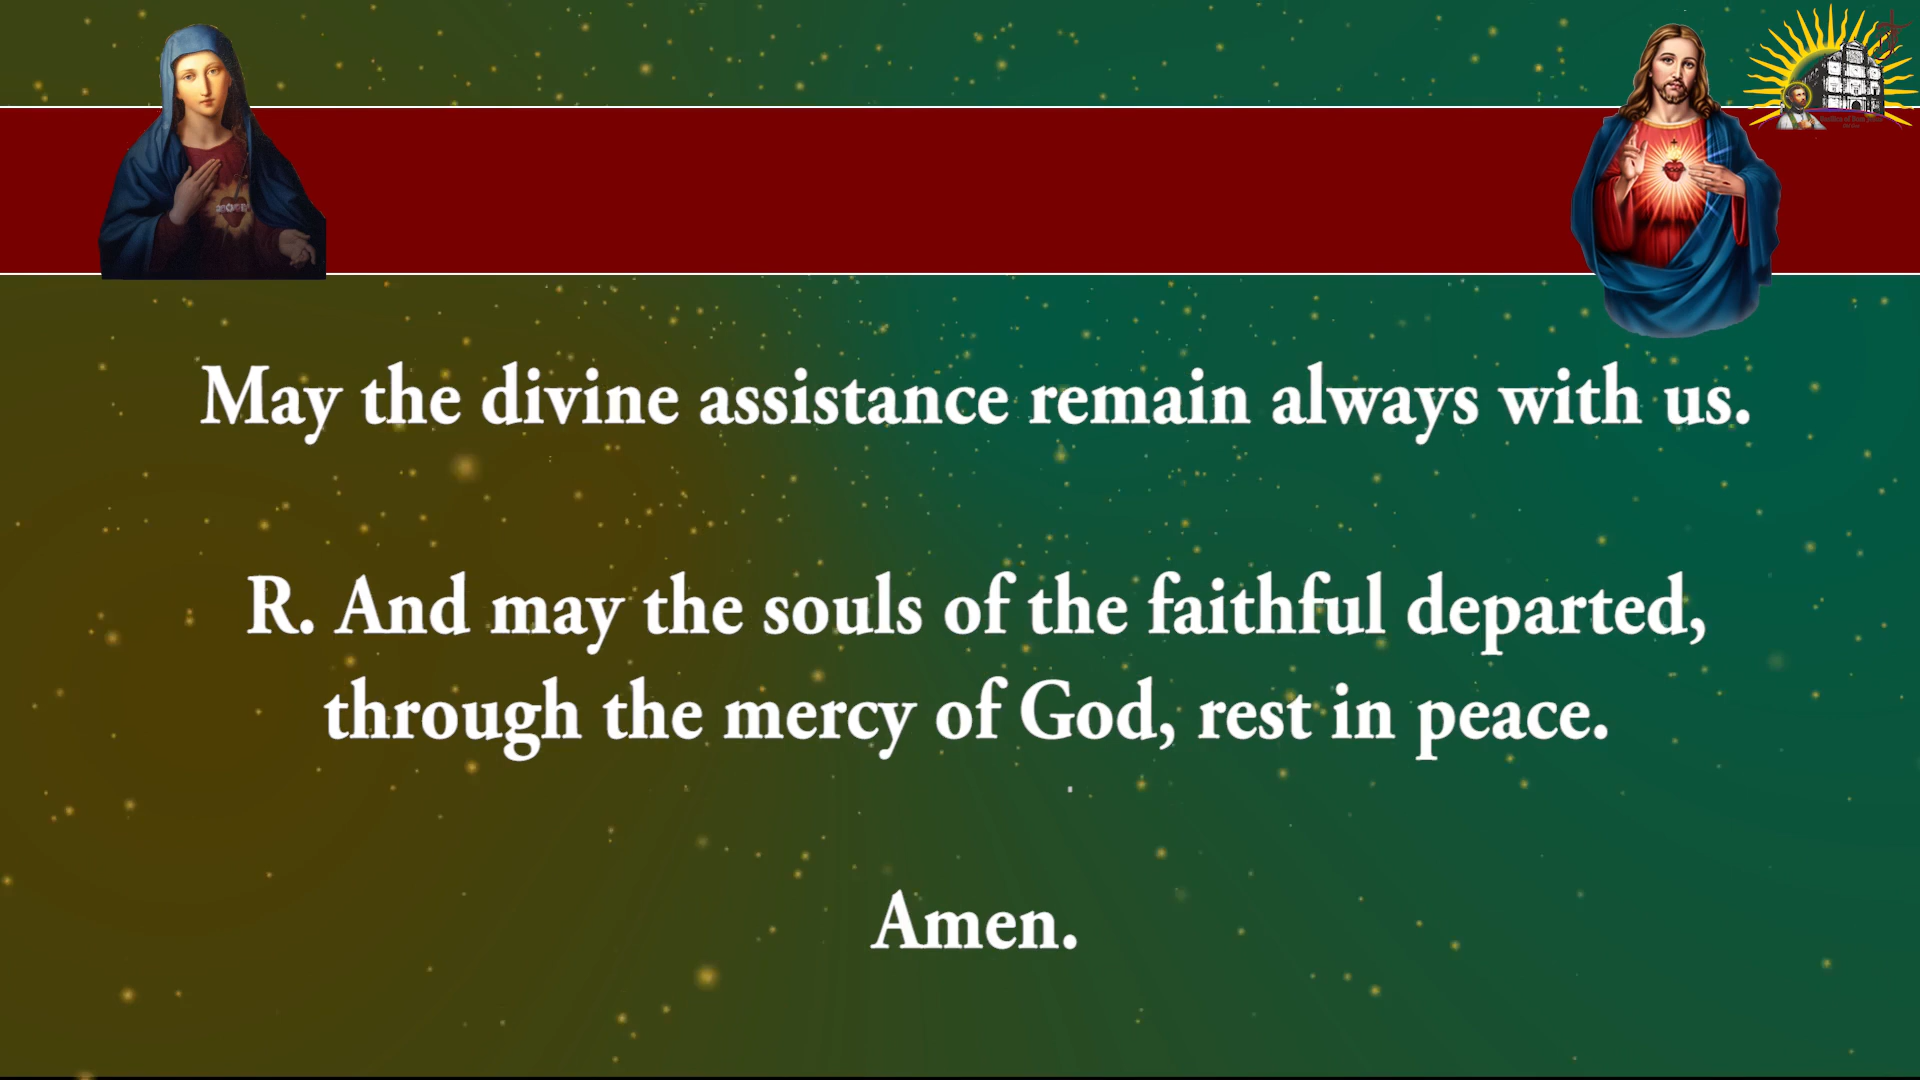 May the divine assistance remain always with us.
R. And may the souls of the faithful departed,
through the mercy of God, rest in peace.
Amen.